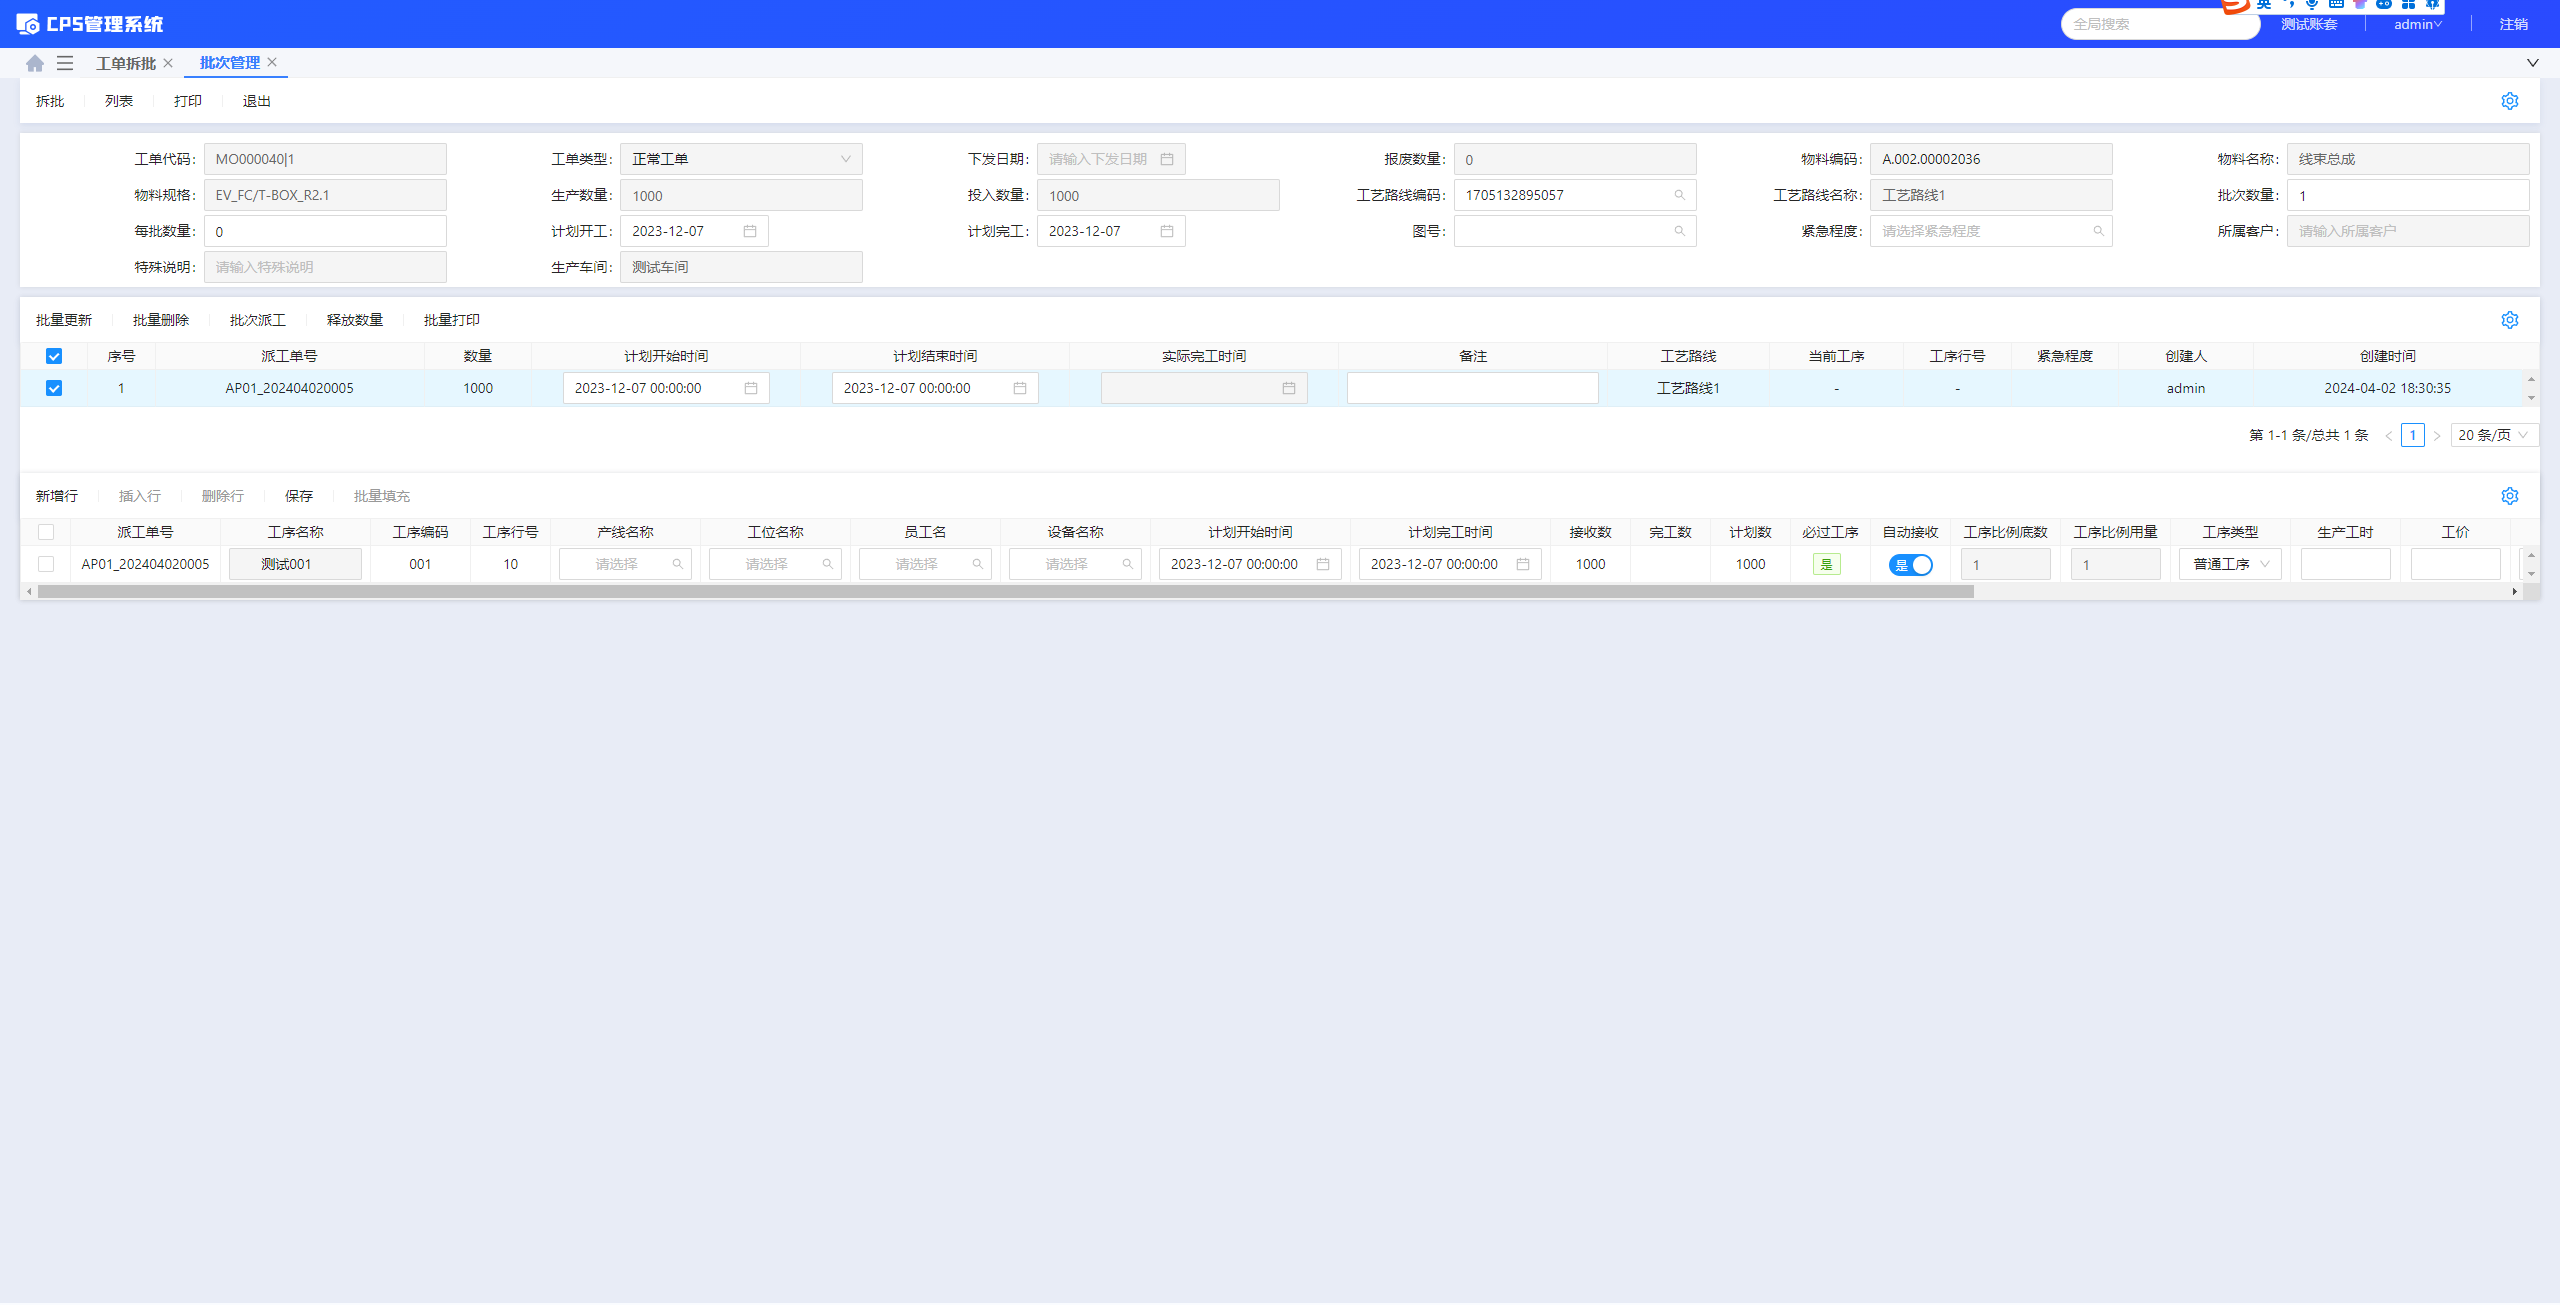 CPS管理系统
全局搜索 英 测试账套 admin 注销
工单拆批 批次管理
拆批 列表 打印 退出
工单代码: MO000040|1 工单类型: 正常工单 下发日期: 请输入下发日期 报废数量: 0 物料编码: A.002.00002036 物料名称: 线束总成
物料规格: EV_FC/T-BOX_R2.1 生产数量: 1000 投入数量: 1000 工艺路线编码: 1705132895057 工艺路线名称: 工艺路线1 批次数量: 1
每批数量: 0 计划开工: 2023-12-07 计划完工: 2023-12-07 图号: 紧急程度: 请选择紧急程度 所属客户: 请输入所属客户
特殊说明: 请输入特殊说明 生产车间: 测试车间
批量更新 批量删除 批次派工 释放数量 批量打印
序号 派工单号 数量 计划开始时间 计划结束时间 实际完工时间 备注 工艺路线 当前工序 工序行号 紧急程度 创建人 创建时间
1 AP01_202404020005 1000 2023-12-07 00:00:00 2023-12-07 00:00:00 工艺路线1 - - admin 2024-04-02 18:30:35
第 1-1 条/总共 1 条 1 20 条/页
新增行 插入行 删除行 保存 批量填充
派工单号 工序名称 工序编码 工序行号 产线名称 工位名称 员工名 设备名称 计划开始时间 计划完工时间 接收数 完工数 计划数 必过工序 自动接收 工序比例底数 工序比例用量 工序类型 生产工时 工价
AP01_202404020005 测试001 001 10 请选择 请选择 请选择 请选择 2023-12-07 00:00:00 2023-12-07 00:00:00 1000 1000 是 是 1 1 普通工序